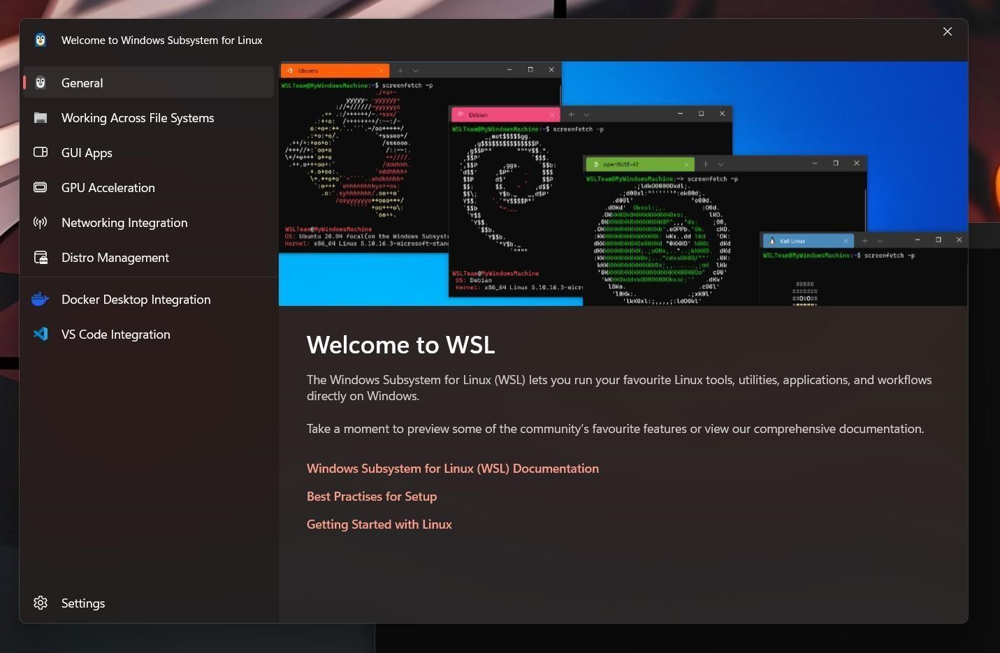 Welcome to Windows Subsystem for Linux
General
Working Across File Systems
GUI Apps
GPU Acceleration
Networking Integration
Distro Management
Docker Desktop Integration
VS Code Integration
Settings
Ubuntu
WSLTeam@MyWindowsMachine:~$ screenfetch -p
WSLTeam@MyWindowsMachine
OS: Ubuntu 20.04 focal(on the Windows Subsyst
Kernel: x86_64 Linux 5.10.16.3-microsoft-stan
Debian
WSLTeam@MyWindowsMachine:~$ screenfetch -p
WSLTeam@MyWindowsMachine
OS: Debian
Kernel: x86_64 Linux 5.10.16.3-micro
openSUSE-42
WSLTeam@MyWindowsMachine:~> screenfetch -p
Kali Linux
WSLTeam@MyWindowsMachine:~$ screenfetch -p
Welcome to WSL
The Windows Subsystem for Linux (WSL) lets you run your favourite Linux tools, utilities, applications, and workflows
directly on Windows.
Take a moment to preview some of the community’s favourite features or view our comprehensive documentation.
Windows Subsystem for Linux (WSL) Documentation
Best Practises for Setup
Getting Started with Linux